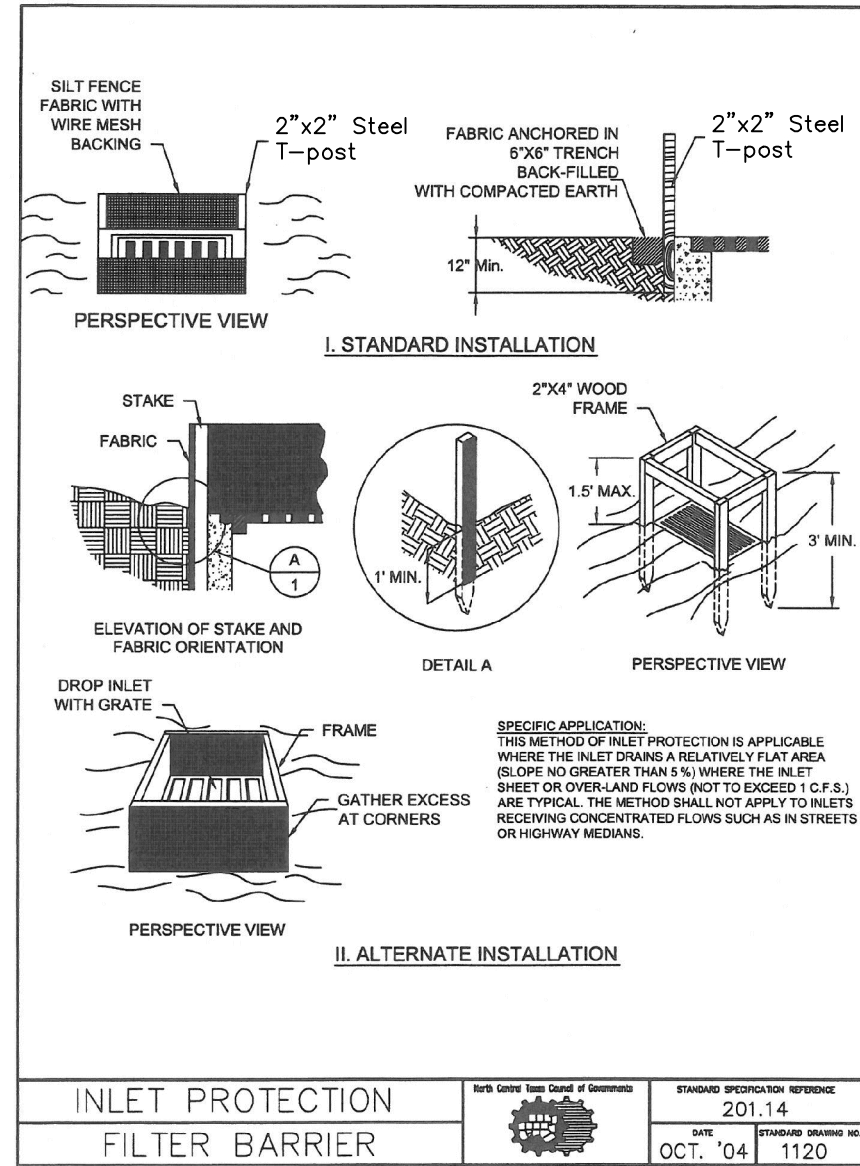 SILT FENCE
FABRIC WITH
WIRE MESH
BACKING
2"x2" Steel
T-post
FABRIC ANCHORED IN
6"X6" TRENCH
BACK-FILLED
WITH COMPACTED EARTH
2"x2" Steel
T-post
12" Min.
PERSPECTIVE VIEW
I. STANDARD INSTALLATION
STAKE
FABRIC
A
1
ELEVATION OF STAKE AND
FABRIC ORIENTATION
1' MIN.
DETAIL A
2"X4" WOOD
FRAME
1.5' MAX.
3' MIN.
PERSPECTIVE VIEW
DROP INLET
WITH GRATE
FRAME
GATHER EXCESS
AT CORNERS
PERSPECTIVE VIEW
SPECIFIC APPLICATION:
THIS METHOD OF INLET PROTECTION IS APPLICABLE
WHERE THE INLET DRAINS A RELATIVELY FLAT AREA
(SLOPE NO GREATER THAN 5 %) WHERE THE INLET
SHEET OR OVER-LAND FLOWS (NOT TO EXCEED 1 C.F.S.)
ARE TYPICAL. THE METHOD SHALL NOT APPLY TO INLETS
RECEIVING CONCENTRATED FLOWS SUCH AS IN STREETS
OR HIGHWAY MEDIANS.
II. ALTERNATE INSTALLATION
INLET PROTECTION
FILTER BARRIER
North Central Texas Council of Governments
STANDARD SPECIFICATION REFERENCE
201.14
DATE
OCT. '04
STANDARD DRAWING NO.
1120